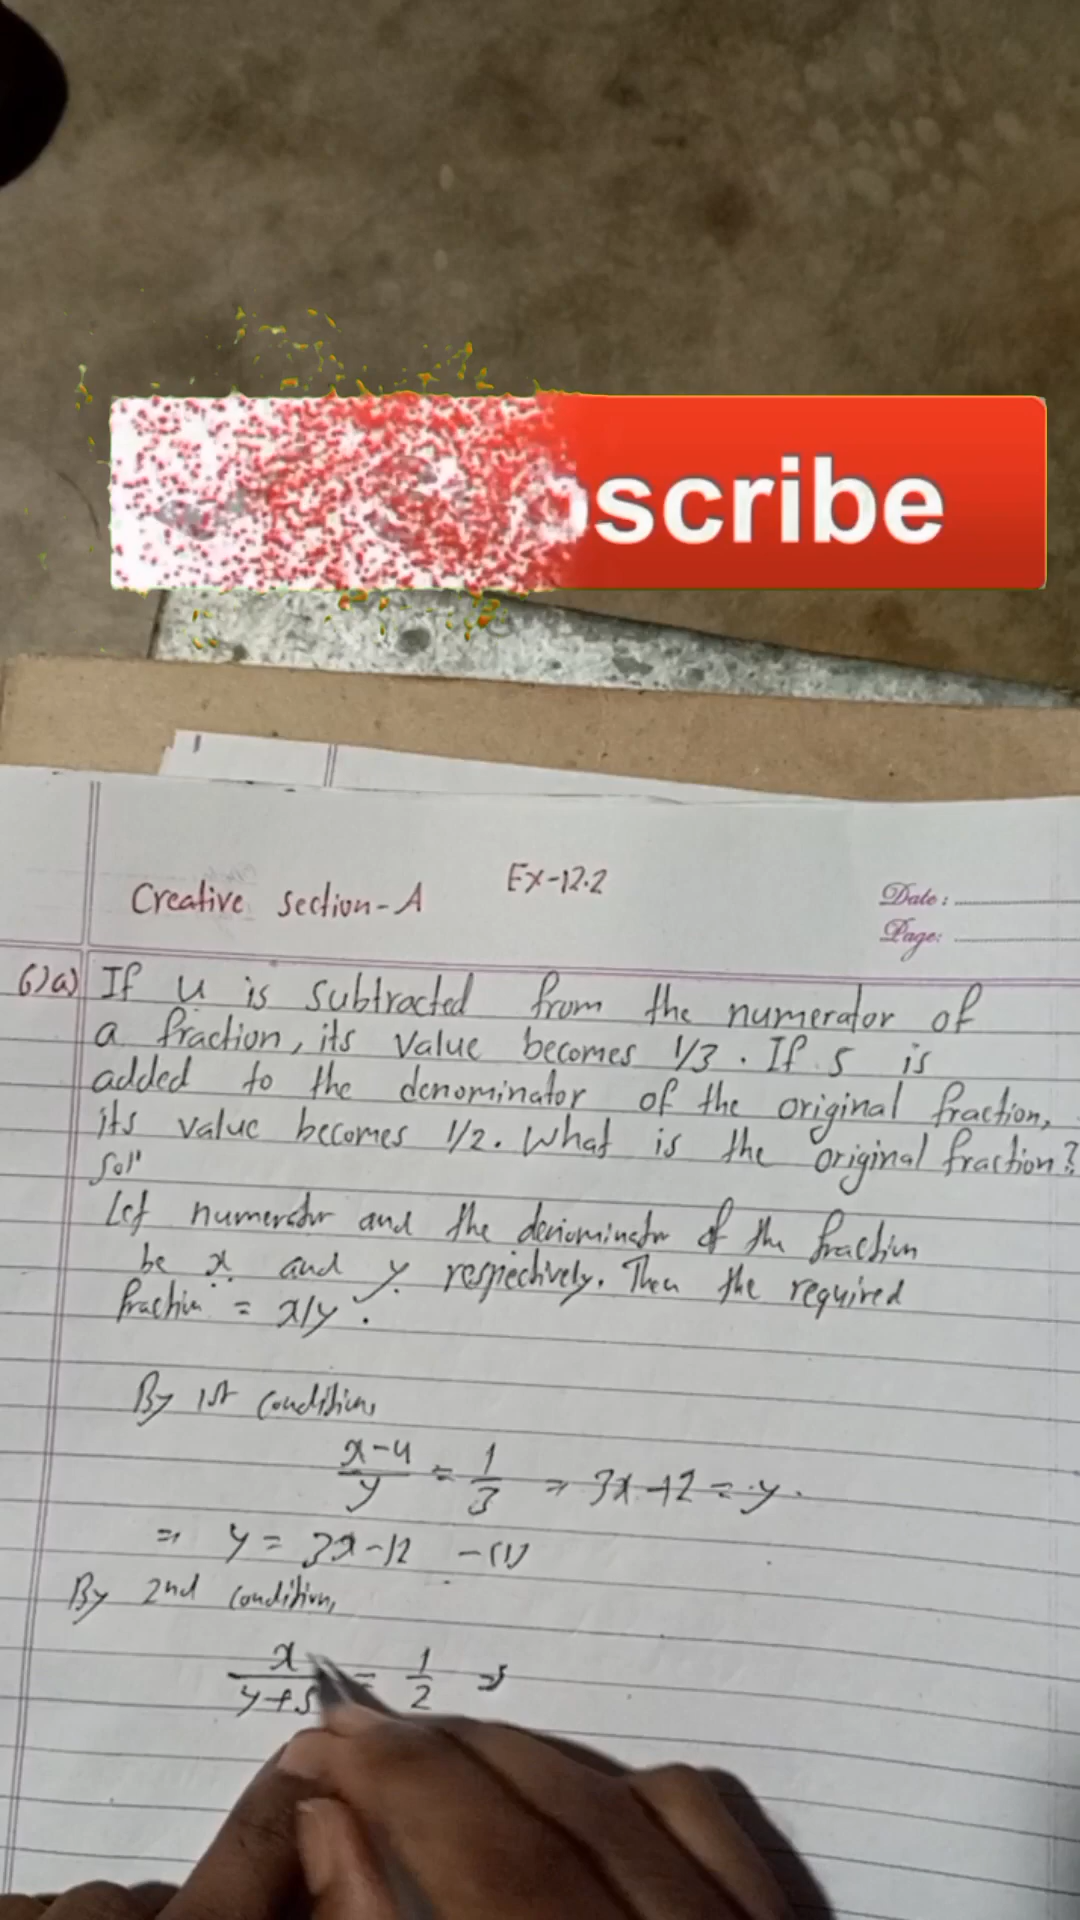 scribe
Creative section-A
Ex-12.2
Date:
Page:
6)a) If 4 is subtracted from the numerator of
a fraction, its value becomes 1/3. If 5 is
added to the denominator of the original fraction,
its value becomes 1/2. What is the original fraction?
Soln
Let numerator and the denominator of the fraction
be x and y respectively. Then the required
fraction = x/y.
By 1st condition,
x-4/y = 1/3 ⇒ 3x-12 = y.
⇒ y = 3x-12 -(1)
By 2nd condition,
x/y+5 = 1/2 ⇒